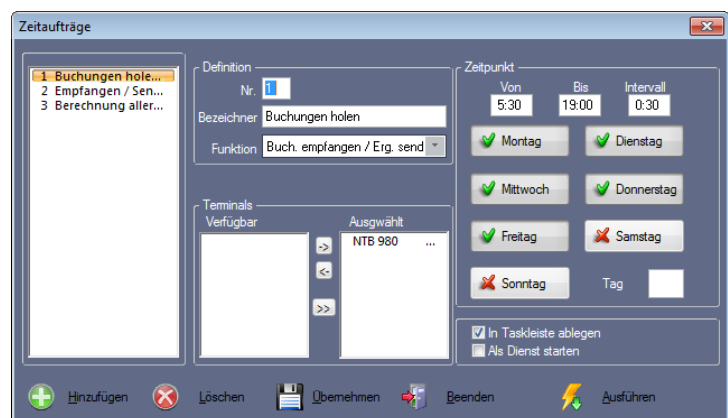 Zeitaufträge
1 Buchungen hole...
2 Empfangen / Sen...
3 Berechnung aller...
Definition
Nr. 1
Bezeichner Buchungen holen
Funktion Buch. empfangen / Erg. send
Terminals
Verfügbar Ausgwählt
NTB 980 ...
->
<-
>>
Zeitpunkt
Von Bis Intervall
5:30 19:00 0:30
Montag Dienstag
Mittwoch Donnerstag
Freitag Samstag
Sonntag Tag
In Taskleiste ablegen
Als Dienst starten
Hinzufügen Löschen Übernehmen Beenden Ausführen